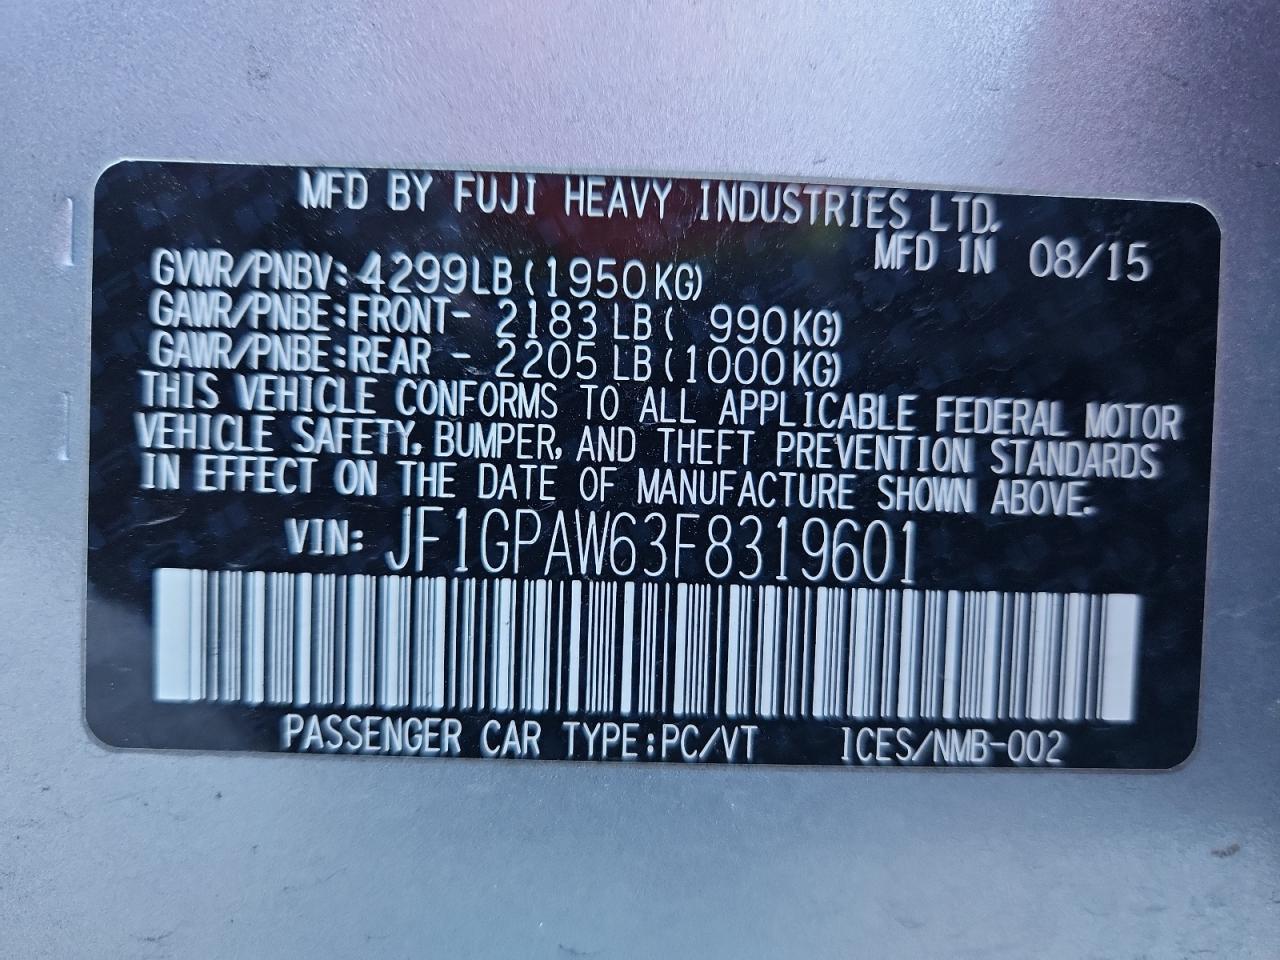 MFD BY FUJI HEAVY INDUSTRIES LTD.
MFD IN 08/15
GVWR/PNBV: 4299LB (1950KG)
GAWR/PNBE:FRONT- 2183 LB ( 990KG)
GAWR/PNBE:REAR - 2205 LB (1000KG)
THIS VEHICLE CONFORMS TO ALL APPLICABLE FEDERAL MOTOR
VEHICLE SAFETY, BUMPER, AND THEFT PREVENTION STANDARDS
IN EFFECT ON THE DATE OF MANUFACTURE SHOWN ABOVE.
VIN: JF1GPAW63F8319601
PASSENGER CAR TYPE:PC/VT ICES/NMB-002